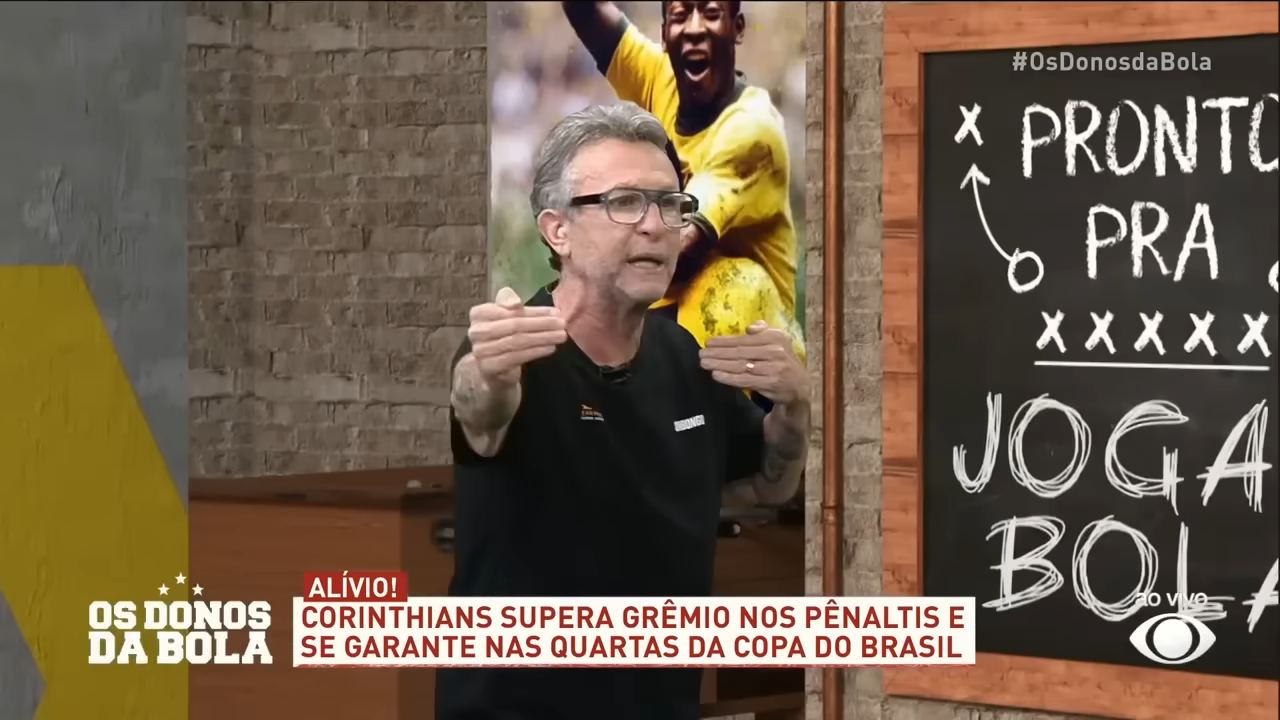 #OsDonosdaBola
X PRONTO
PRA
X X X X X
JOGA
BOLA
DIBONGO
ao vivo
ALÍVIO!
OS DONOS
DA BOLA
CORINTHIANS SUPERA GRÊMIO NOS PÊNALTIS E
SE GARANTE NAS QUARTAS DA COPA DO BRASIL